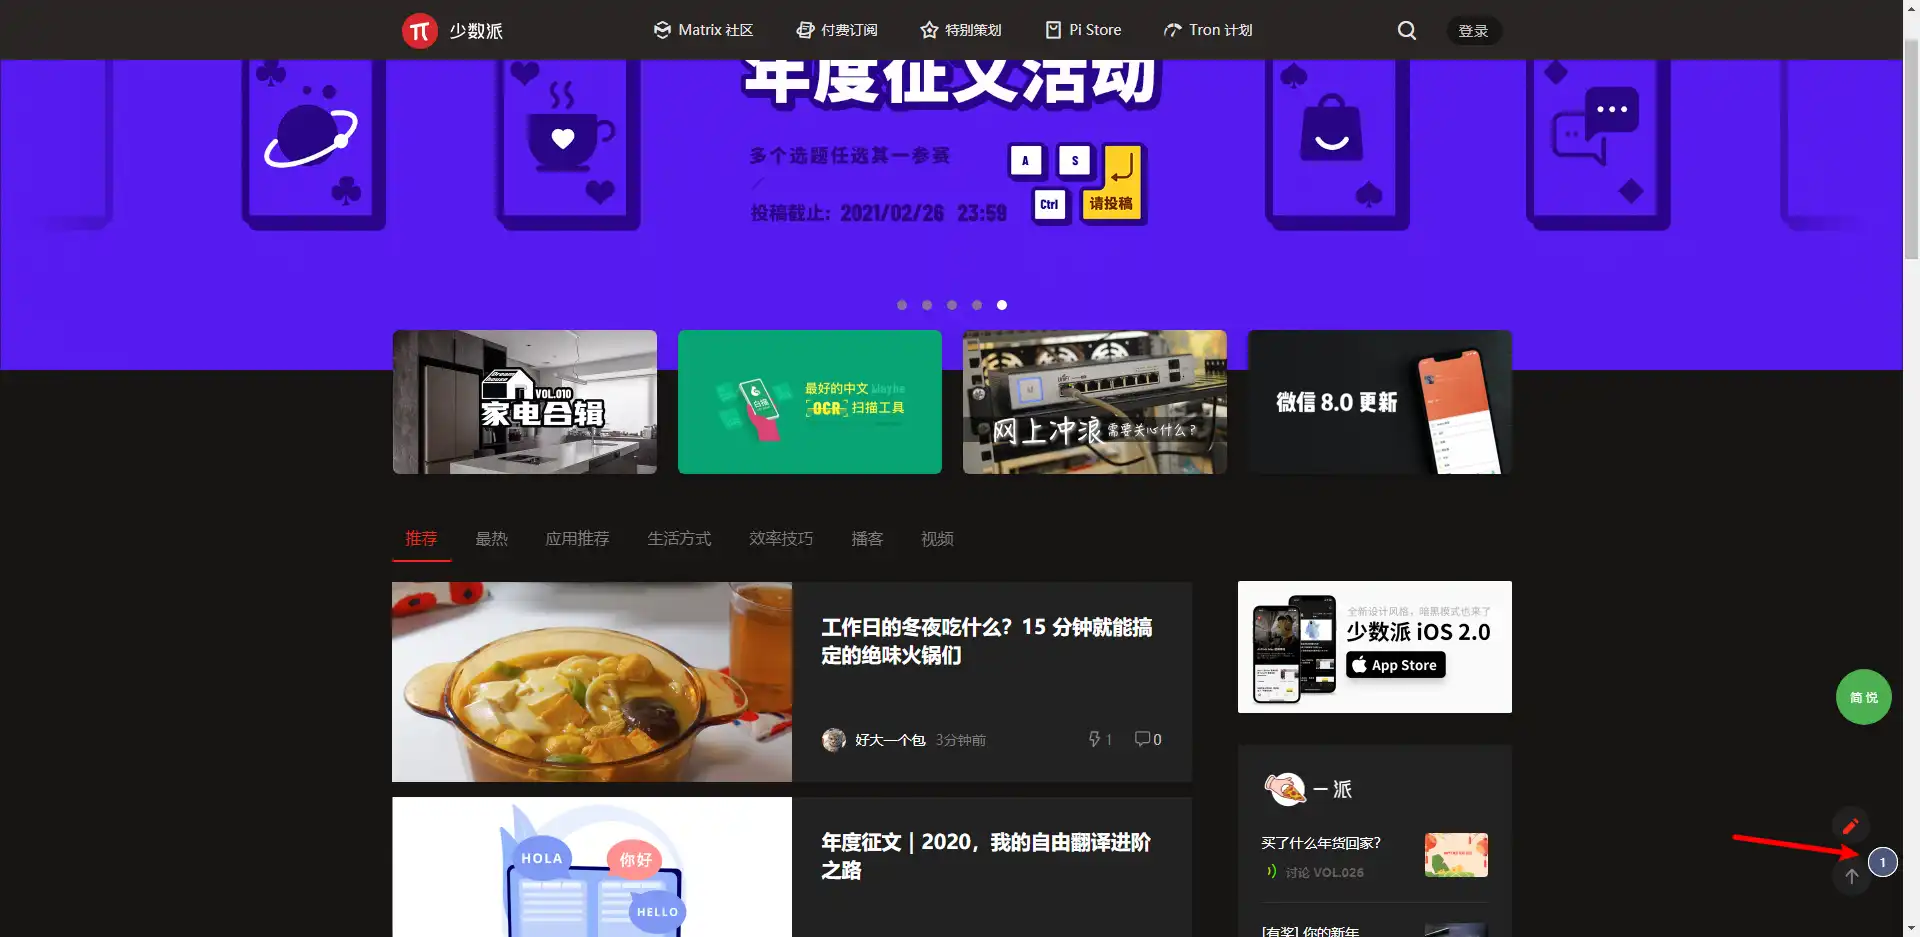 少数派
Matrix 社区
付费订阅
特别策划
Pi Store
Tron 计划
登录
年度征文活动
多个选题任选其一参赛
A
S
投稿截止：2021/02/26 23:59
Ctrl
请投稿
Dream house
VOL.010
家电合辑
白描
最好的中文
OCR
扫描工具
网上冲浪 需要关心什么？
微信 8.0 更新
推荐
最热
应用推荐
生活方式
效率技巧
播客
视频
工作日的冬夜吃什么？15 分钟就能搞
定的绝味火锅们
好大一个包
3分钟前
1
0
全新设计风格，暗黑模式也来了
少数派 iOS 2.0
App Store
简悦
一派
买了什么年货回家？
讨论 VOL.026
1
HOLA
你好
HELLO
年度征文｜2020，我的自由翻译进阶
之路
[有奖] 你的新年